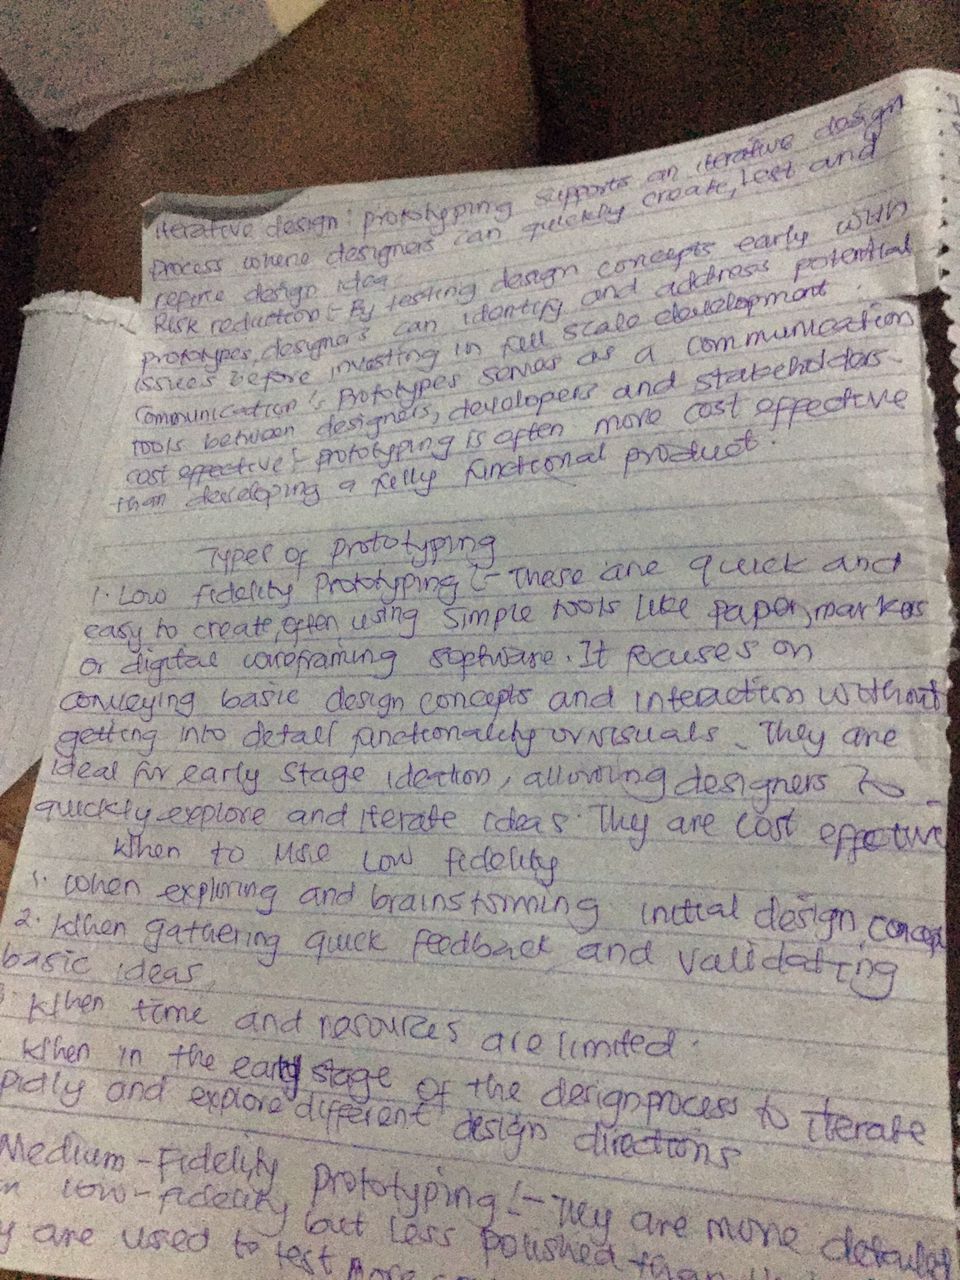 iterative design: prototyping supports an iterative design
process where designers can quickly create, test and
refine design idea
Risk reduction:- By testing design concepts early with
prototypes, designers can identify and address potential
issues before investing in full scale development
Communication:, prototypes serves as a communication
tools between designers, developers and stakeholders.
cost effective:- prototyping is often more cost effective
than developing a fully functional product.
Types of prototyping
1. Low fidelity Prototyping:- These are quick and
easy to create, often using simple tools like paper, markers
or digital wireframing software. It focuses on
conveying basic design concepts and interaction without
getting into detail functionality or visuals. They are
ideal for early stage ideation, allowing designers to
quickly explore and iterate ideas. They are cost effective
When to use low fidelity
1. when exploring and brainstorming initial design concep
2. When gathering quick feedback and validating
basic ideas
3. When time and resources are limited.
When in the early stage of the design process to iterate
pidly and explore different design directions
Medium-Fidelity prototyping:- They are more detailed
n low-fidelity but less polished than
y are used to test more